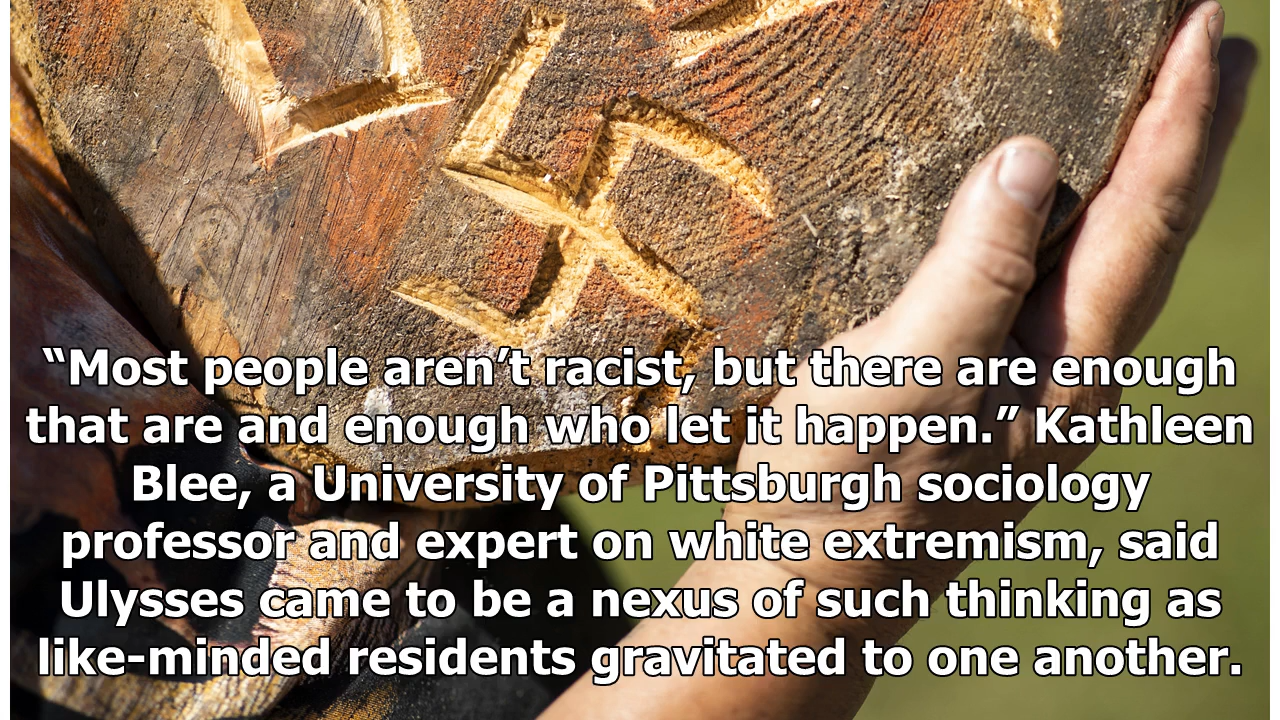 “Most people aren’t racist, but there are enough
that are and enough who let it happen.” Kathleen
Blee, a University of Pittsburgh sociology
professor and expert on white extremism, said
Ulysses came to be a nexus of such thinking as
like-minded residents gravitated to one another.